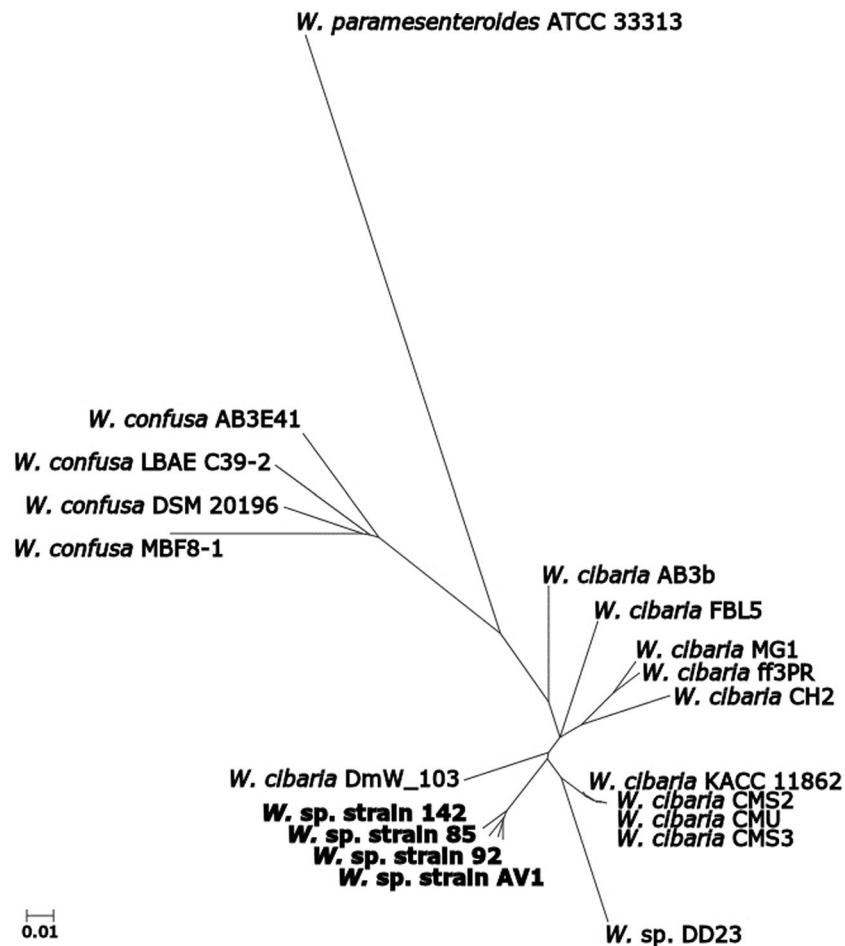 W. paramesenteroides ATCC 33313
W. confusa AB3E41
W. confusa LBAE C39-2
W. confusa DSM 20196
W. confusa MBF8-1
W. cibaria AB3b
W. cibaria FBL5
W. cibaria MG1
W. cibaria ff3PR
W. cibaria CH2
W. cibaria DmW_103
W. cibaria KACC 11862
W. cibaria CMS2
W. cibaria CMU
W. cibaria CMS3
W. sp. strain 142
W. sp. strain 85
W. sp. strain 92
W. sp. strain AV1
W. sp. DD23
0.01